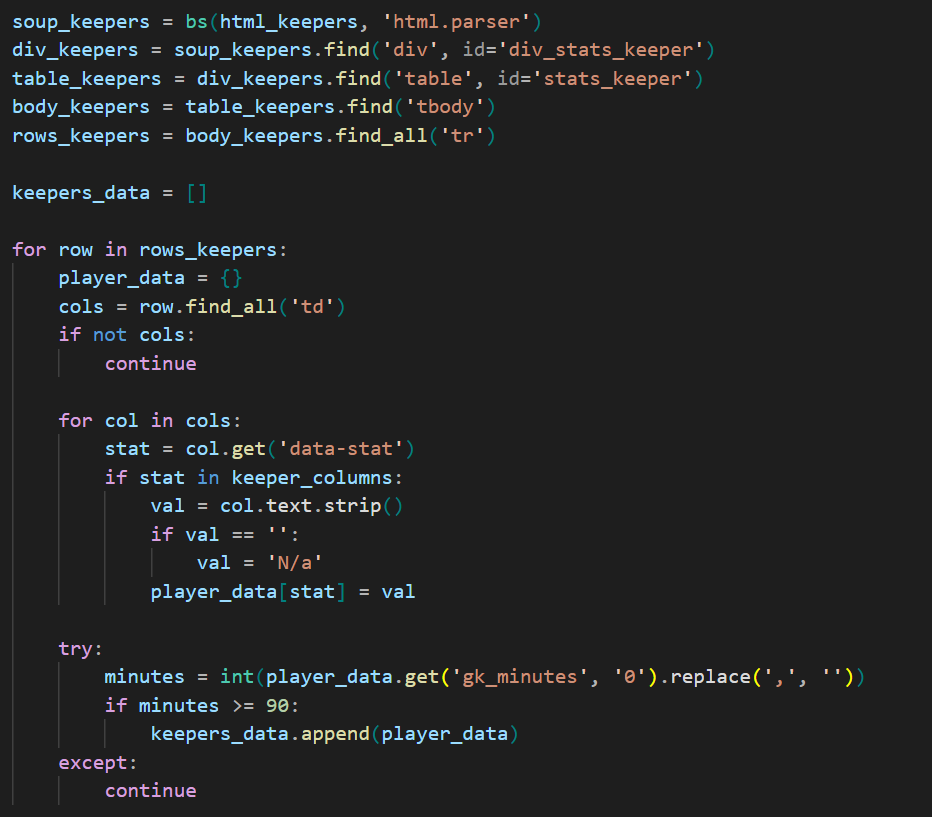 soup_keepers = bs(html_keepers, 'html.parser')
div_keepers = soup_keepers.find('div', id='div_stats_keeper')
table_keepers = div_keepers.find('table', id='stats_keeper')
body_keepers = table_keepers.find('tbody')
rows_keepers = body_keepers.find_all('tr')

keepers_data = []

for row in rows_keepers:
    player_data = {}
    cols = row.find_all('td')
    if not cols:
        continue

    for col in cols:
        stat = col.get('data-stat')
        if stat in keeper_columns:
            val = col.text.strip()
            if val == '':
                val = 'N/a'
            player_data[stat] = val

    try:
        minutes = int(player_data.get('gk_minutes', '0').replace(',', ''))
        if minutes >= 90:
            keepers_data.append(player_data)
    except:
        continue